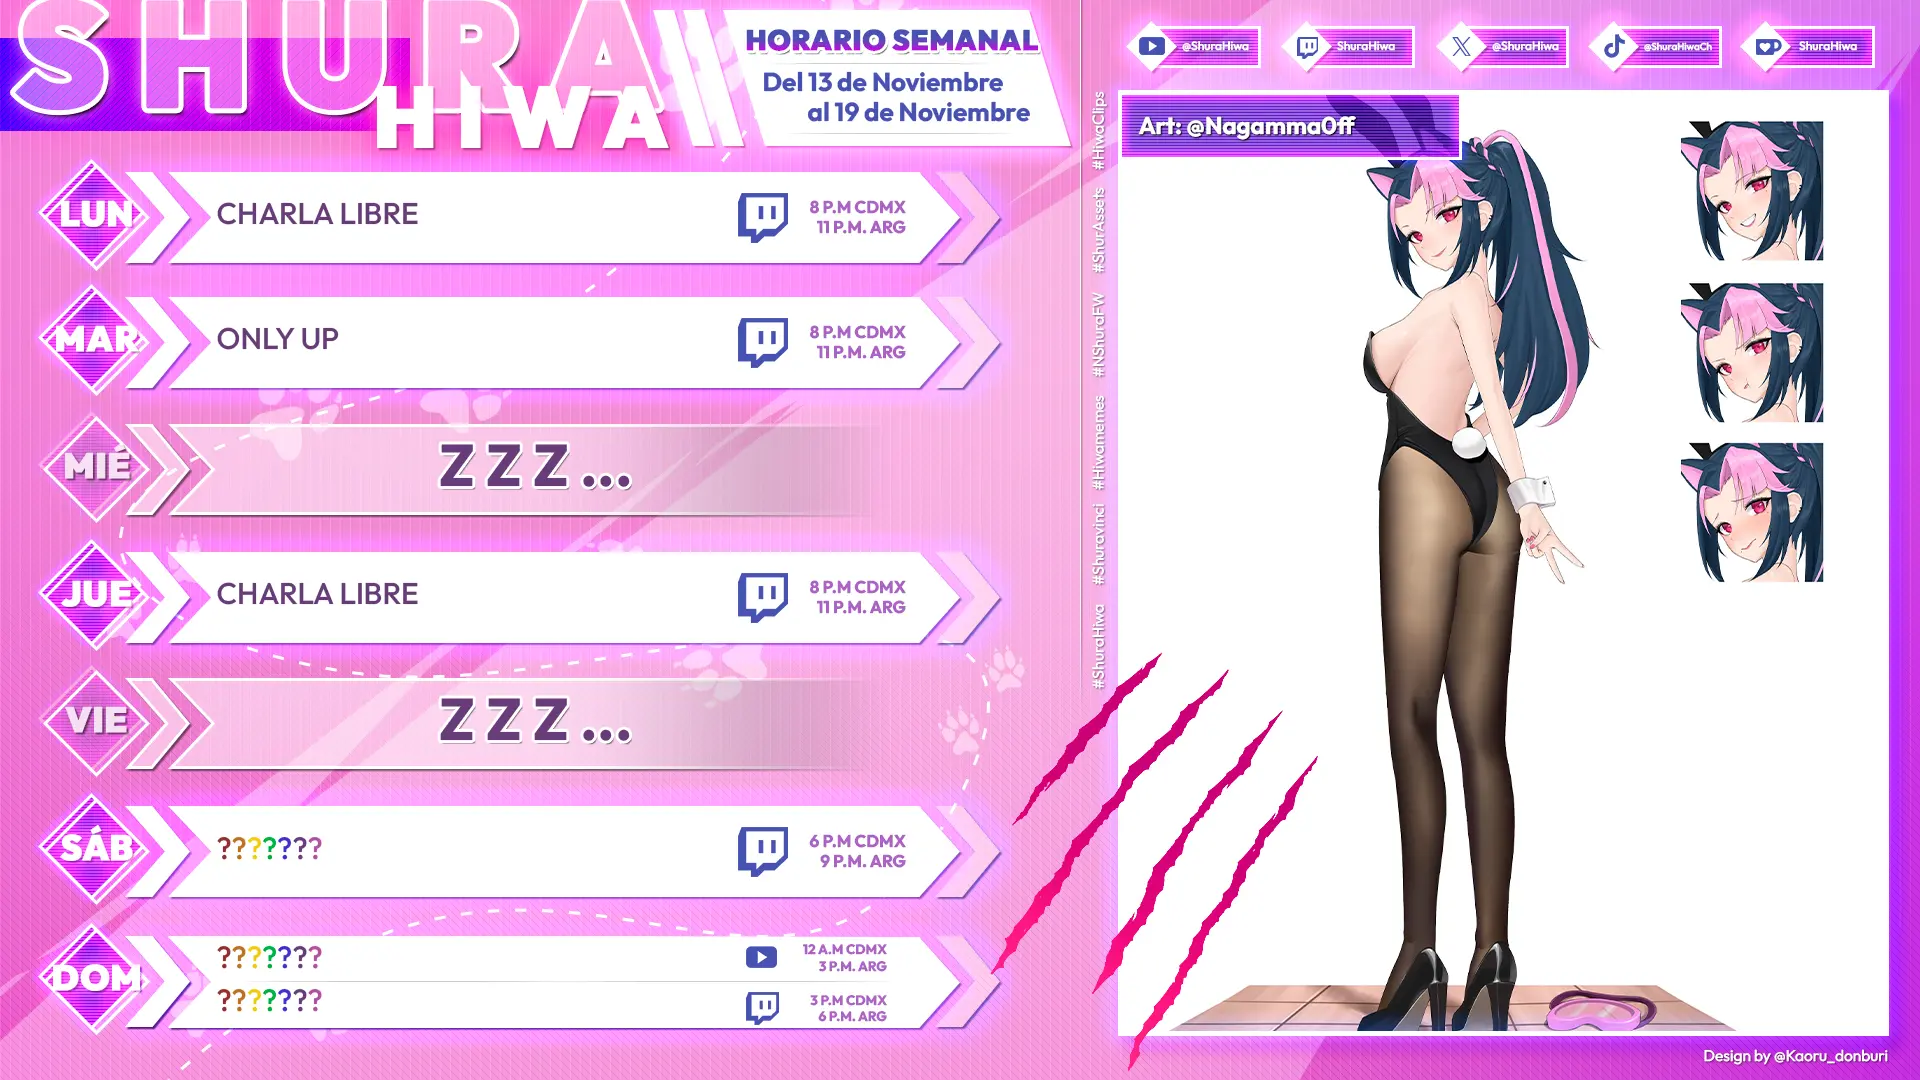 SHURA
HIWA
HORARIO SEMANAL
Del 13 de Noviembre
al 19 de Noviembre
LUN
CHARLA LIBRE
8 P.M CDMX
11 P.M. ARG
MAR
ONLY UP
8 P.M CDMX
11 P.M. ARG
MIÉ
Z Z Z ...
JUE
CHARLA LIBRE
8 P.M CDMX
11 P.M. ARG
VIE
Z Z Z ...
SÁB
???????
6 P.M CDMX
9 P.M. ARG
DOM
???????
12 A.M CDMX
3 P.M. ARG
???????
3 P.M CDMX
6 P.M. ARG
@ShuraHiwa
ShuraHiwa
@ShuraHiwa
@ShuraHiwaCh
ShuraHiwa
Art: @Nagamma0ff
#ShuraHiwa #Shuravinci #Hiwamemes #NShuraFW #ShurAssets #HiwaClips
Design by @Kaoru_donburi